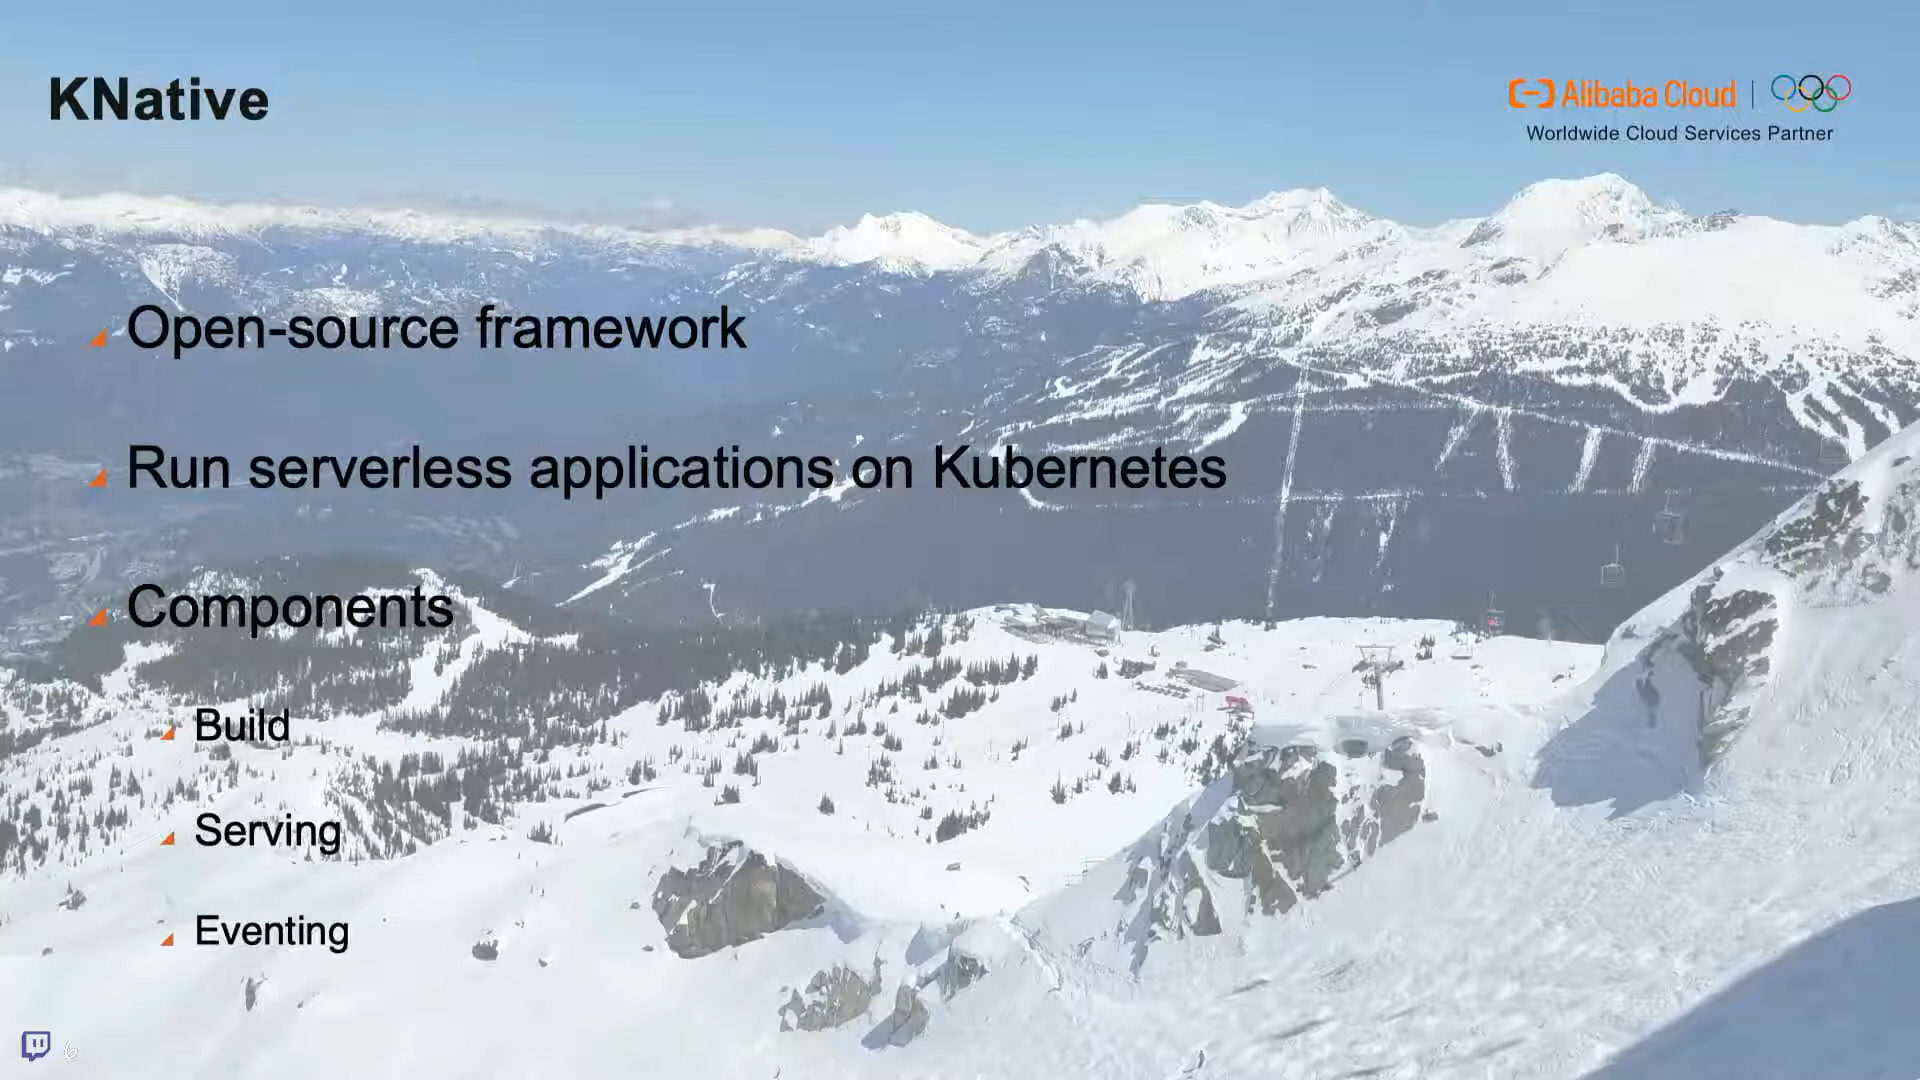 KNative
Alibaba Cloud
Worldwide Cloud Services Partner
Open-source framework
Run serverless applications on Kubernetes
Components
Build
Serving
Eventing
6